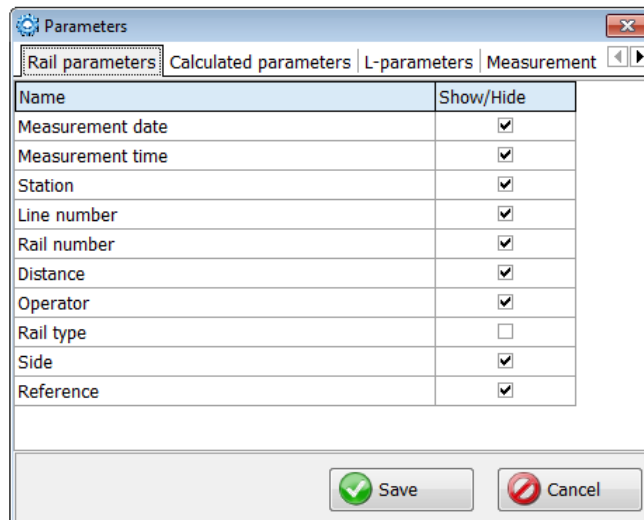 Parameters
Rail parameters Calculated parameters L-parameters Measurement
Name Show/Hide
Measurement date
Measurement time
Station
Line number
Rail number
Distance
Operator
Rail type
Side
Reference
Save Cancel